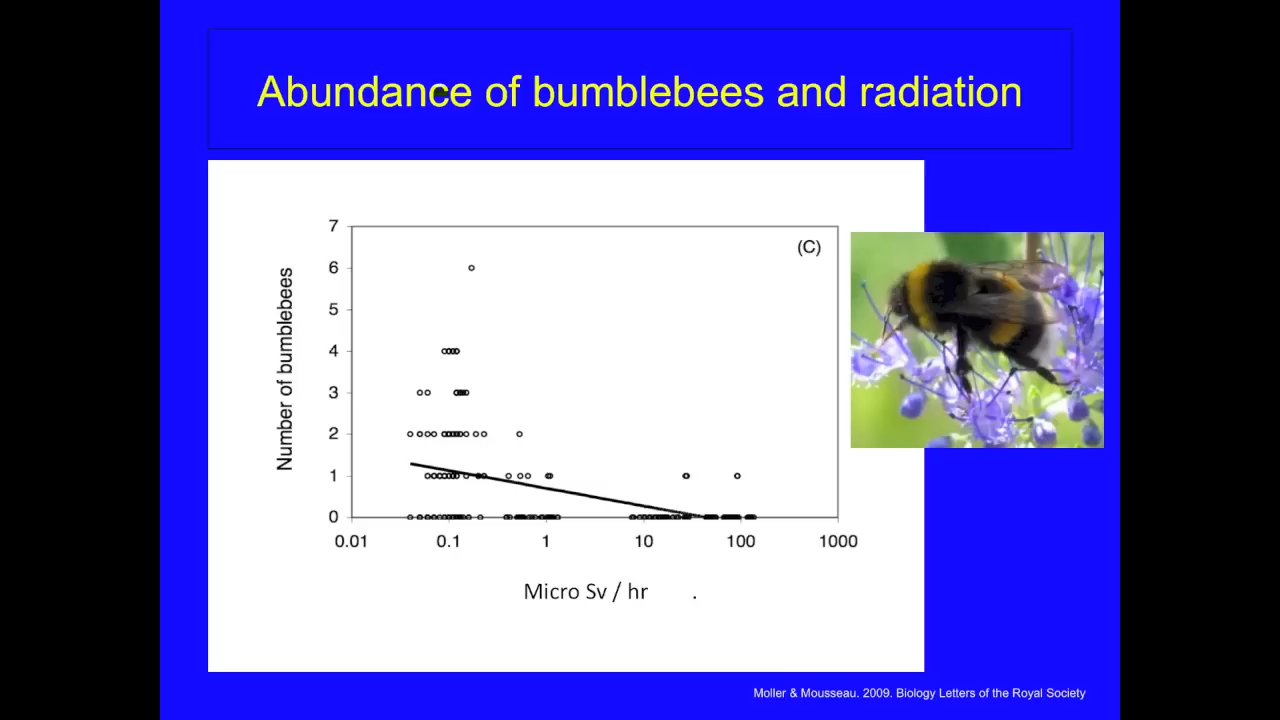 Abundance of bumblebees and radiation
(C)
Number of bumblebees
7
6
5
4
3
2
1
0
0.01 0.1 1 10 100 1000
Micro Sv / hr .
Moller & Mousseau. 2009. Biology Letters of the Royal Society